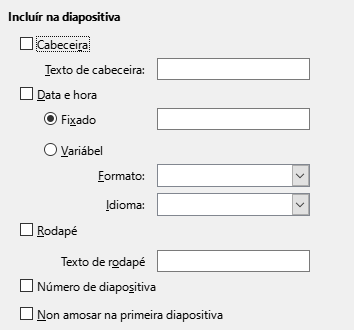 Incluír na diapositiva
Cabeceira
Texto de cabeceira:
Data e hora
Fixado
Variábel
Formato:
Idioma:
Rodapé
Texto de rodapé
Número de diapositiva
Non amosar na primeira diapositiva